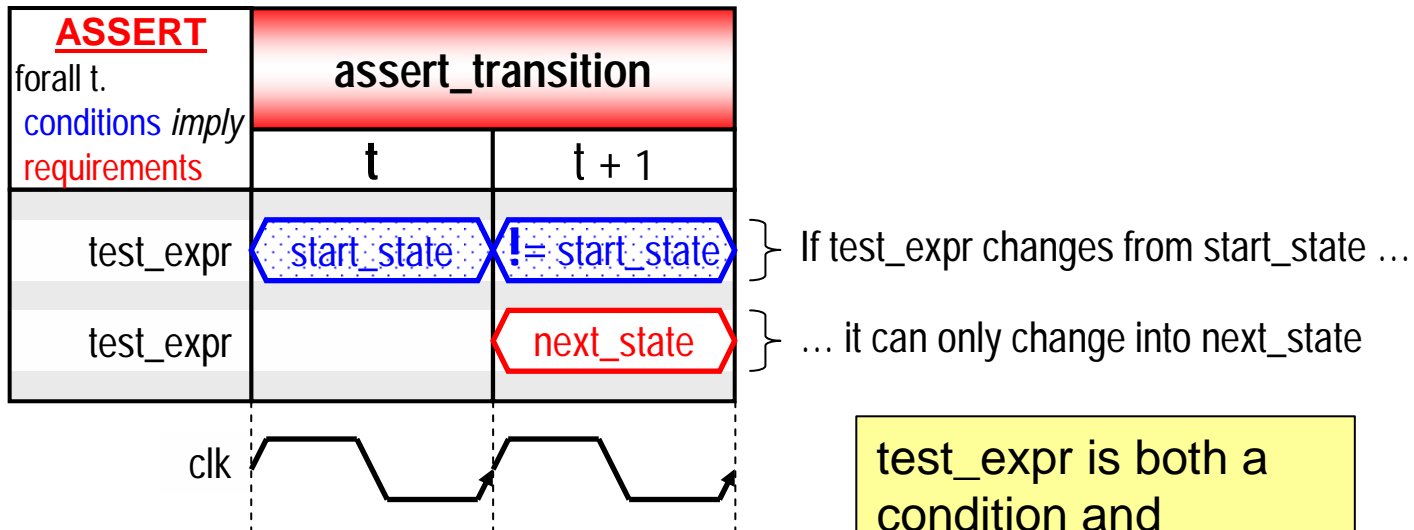 ASSERT
forall t.
conditions imply
requirements
assert_transition
t
t + 1
test_expr
start_state
!= start_state
If test_expr changes from start_state …
test_expr
next_state
… it can only change into next_state
clk
test_expr is both a
condition and